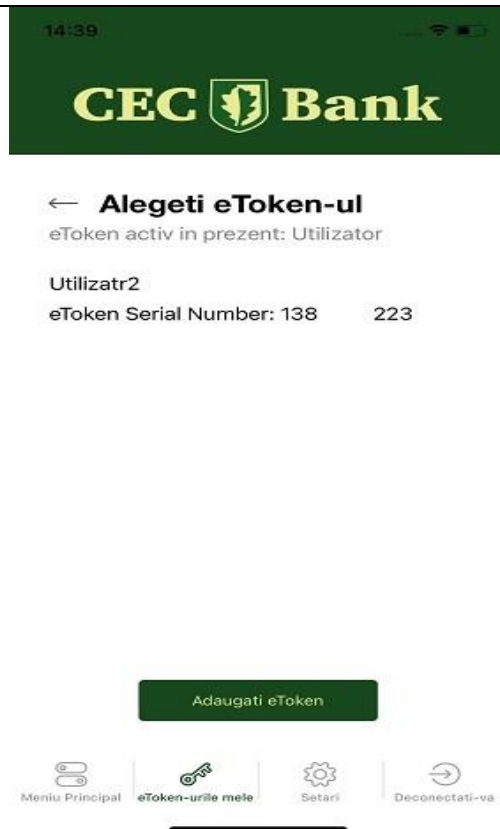 14:39
CEC Bank
← Alegeti eToken-ul
eToken activ in prezent: Utilizator
Utilizatr2
eToken Serial Number: 138 223
Adaugati eToken
Meniu Principal eToken-urile mele Setari Deconectati-va